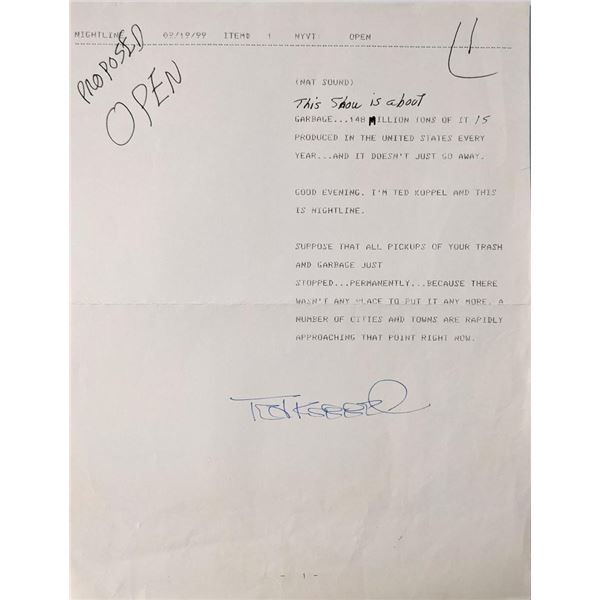 NIGHTLINE 02/19/99 ITEM# 1 NYVT: OPEN
PROPOSED
OPEN
(NAT SOUND)
This Show is about
GARBAGE...148 MILLION TONS OF IT IS
PRODUCED IN THE UNITED STATES EVERY
YEAR...AND IT DOESN'T JUST GO AWAY.
GOOD EVENING. I'M TED KOPPEL AND THIS
IS NIGHTLINE.
SUPPOSE THAT ALL PICKUPS OF YOUR TRASH
AND GARBAGE JUST
STOPPED...PERMANENTLY...BECAUSE THERE
WASN'T ANY PLACE TO PUT IT ANY MORE. A
NUMBER OF CITIES AND TOWNS ARE RAPIDLY
APPROACHING THAT POINT RIGHT NOW.
Ted Koppel
- 1 -